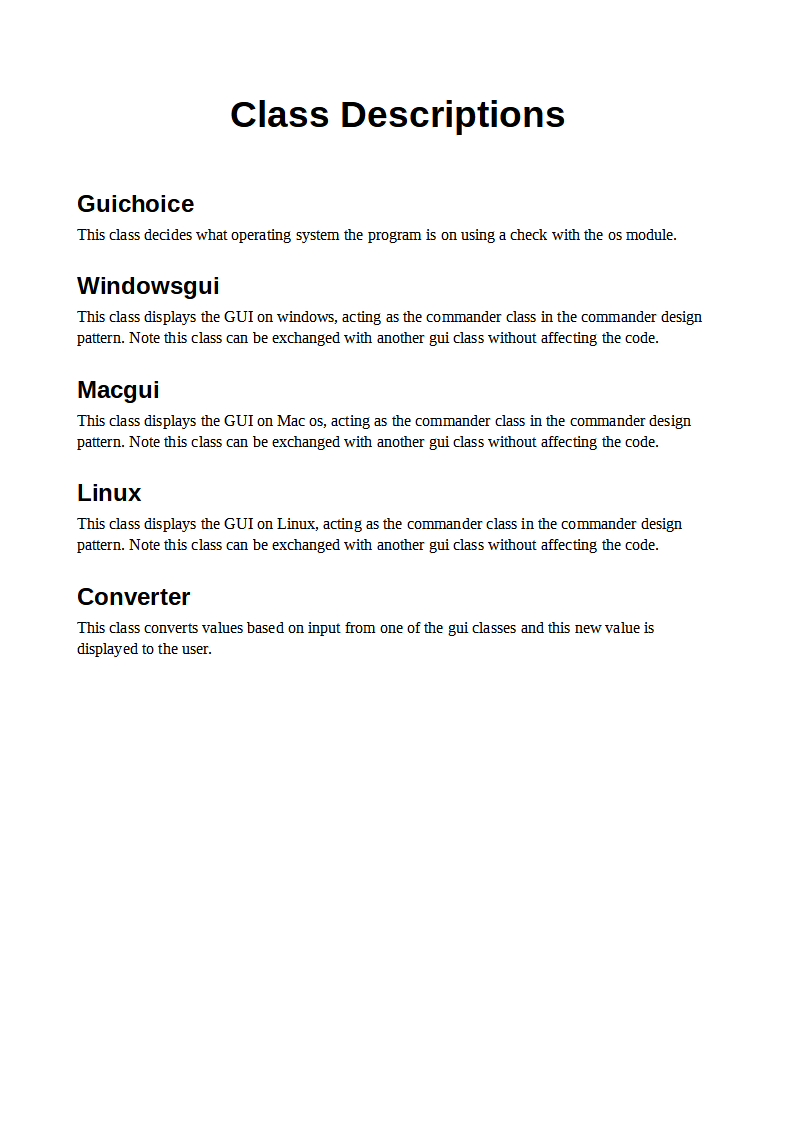 Class Descriptions
Guichoice
This class decides what operating system the program is on using a check with the os module.
Windowsgui
This class displays the GUI on windows, acting as the commander class in the commander design
pattern. Note this class can be exchanged with another gui class without affecting the code.
Macgui
This class displays the GUI on Mac os, acting as the commander class in the commander design
pattern. Note this class can be exchanged with another gui class without affecting the code.
Linux
This class displays the GUI on Linux, acting as the commander class in the commander design
pattern. Note this class can be exchanged with another gui class without affecting the code.
Converter
This class converts values based on input from one of the gui classes and this new value is
displayed to the user.